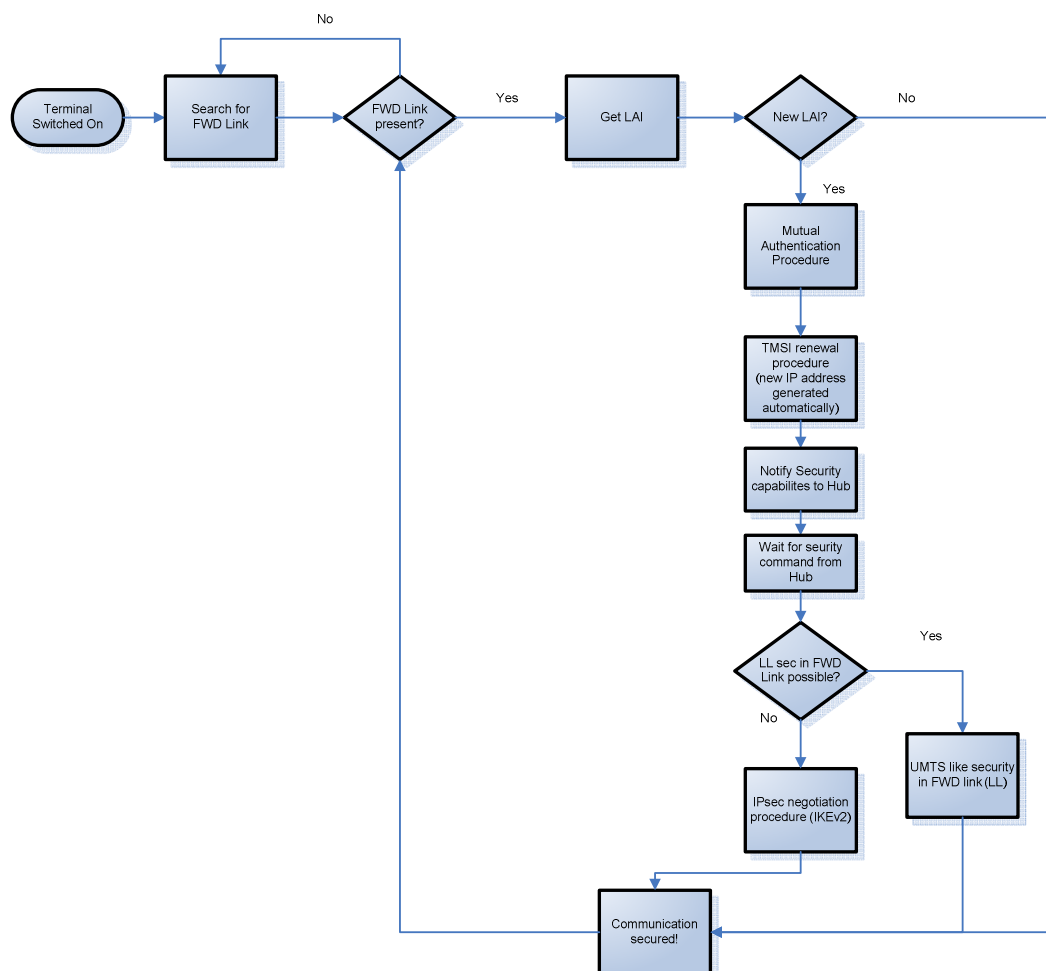 No
Terminal
Switched On
Search for
FWD Link
FWD Link
present?
Yes
Get LAI
New LAI?
No
Yes
Mutual
Authentication
Procedure
TMSI renewal
procedure
(new IP address
generated
automatically)
Notify Security
capabilites to Hub
Wait for seurity
command from
Hub
LL sec in FWD
Link possible?
Yes
No
UMTS like security
in FWD link (LL)
IPsec negotiation
procedure (IKEv2)
Communication
secured!